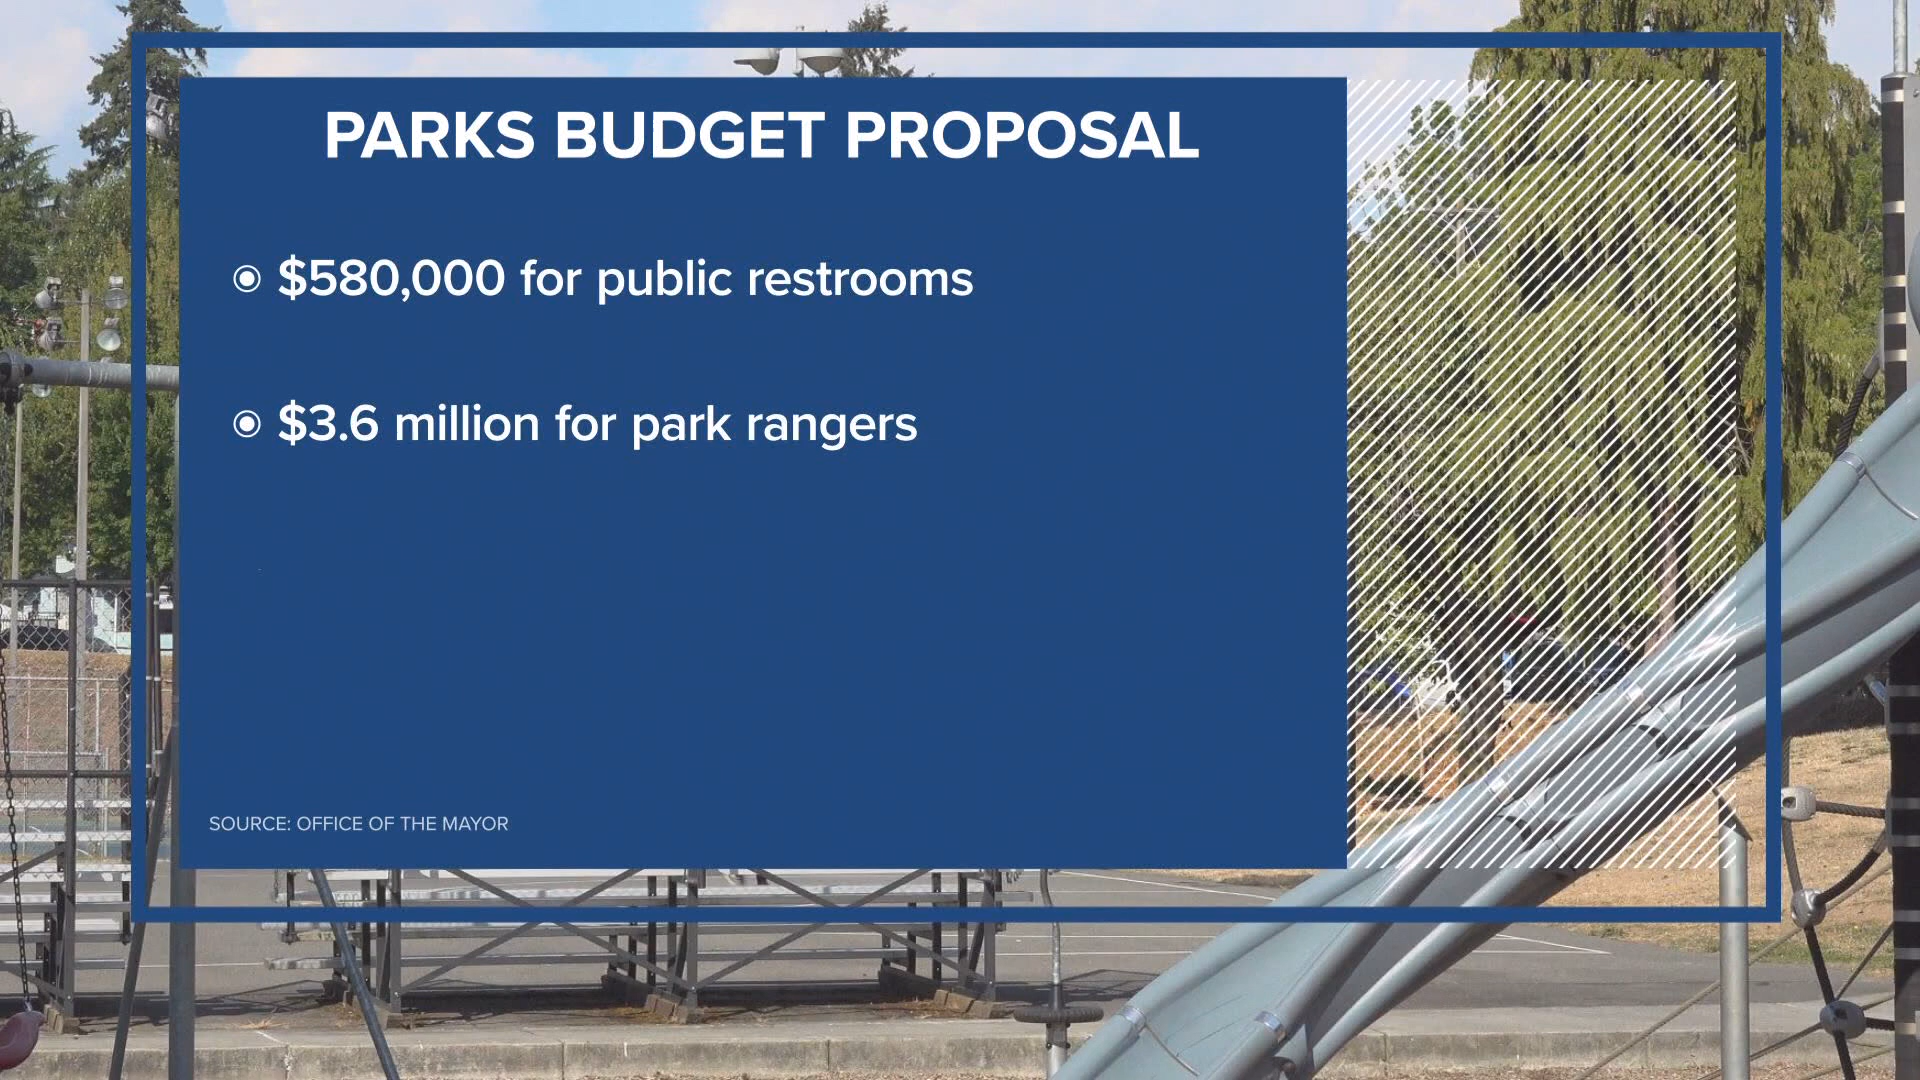 PARKS BUDGET PROPOSAL
$580,000 for public restrooms
$3.6 million for park rangers
SOURCE: OFFICE OF THE MAYOR